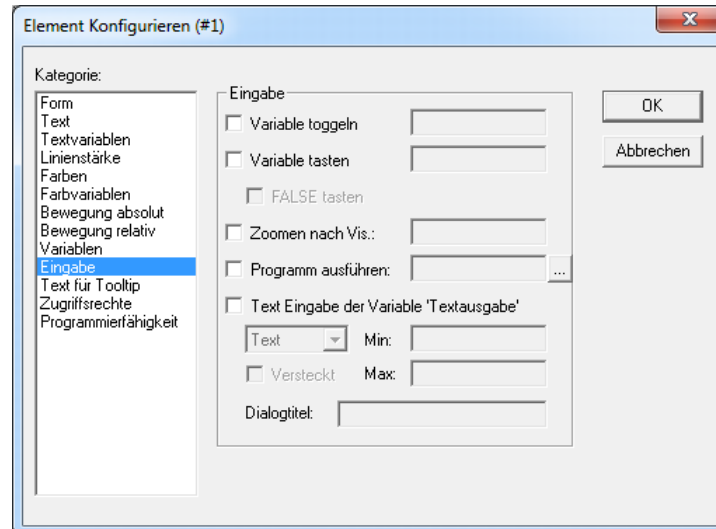 Element Konfigurieren (#1)
Kategorie:
Form
Text
Textvariablen
Linienstärke
Farben
Farbvariablen
Bewegung absolut
Bewegung relativ
Variablen
Eingabe
Text für Tooltip
Zugriffsrechte
Programmierfähigkeit
Eingabe
Variable toggeln
Variable tasten
FALSE tasten
Zoomen nach Vis.:
Programm ausführen:
...
Text Eingabe der Variable 'Textausgabe'
Text
Min:
Versteckt
Max:
Dialogtitel:
OK
Abbrechen